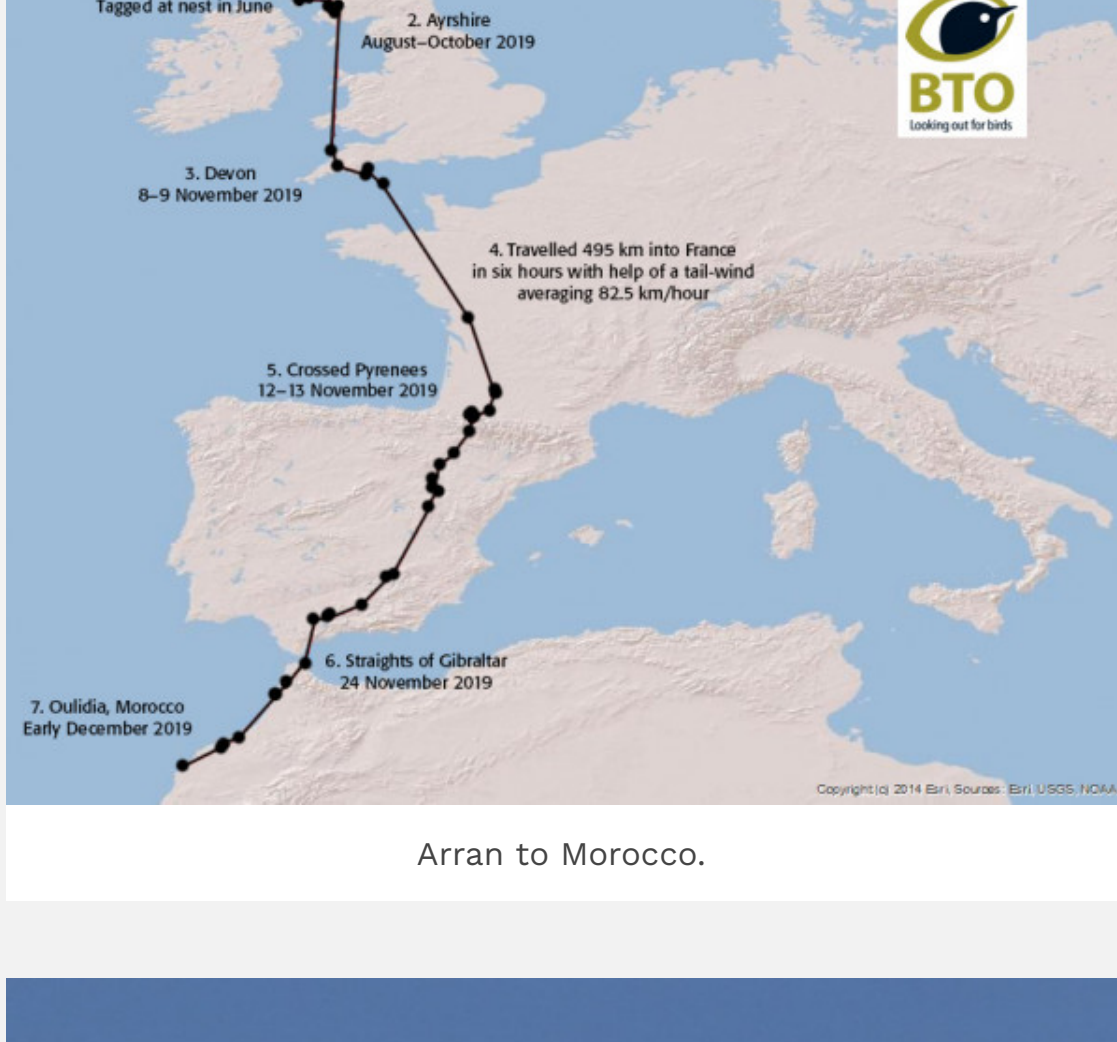 Tagged at nest in June
2. Ayrshire
August–October 2019
BTO
Looking out for birds
3. Devon
8–9 November 2019
4. Travelled 495 km into France
in six hours with help of a tail-wind
averaging 82.5 km/hour
5. Crossed Pyrenees
12–13 November 2019
6. Straights of Gibraltar
24 November 2019
7. Oulidia, Morocco
Early December 2019
Copyright (c) 2014 Esri, Sources: Esri, USGS, NOAA
Arran to Morocco.